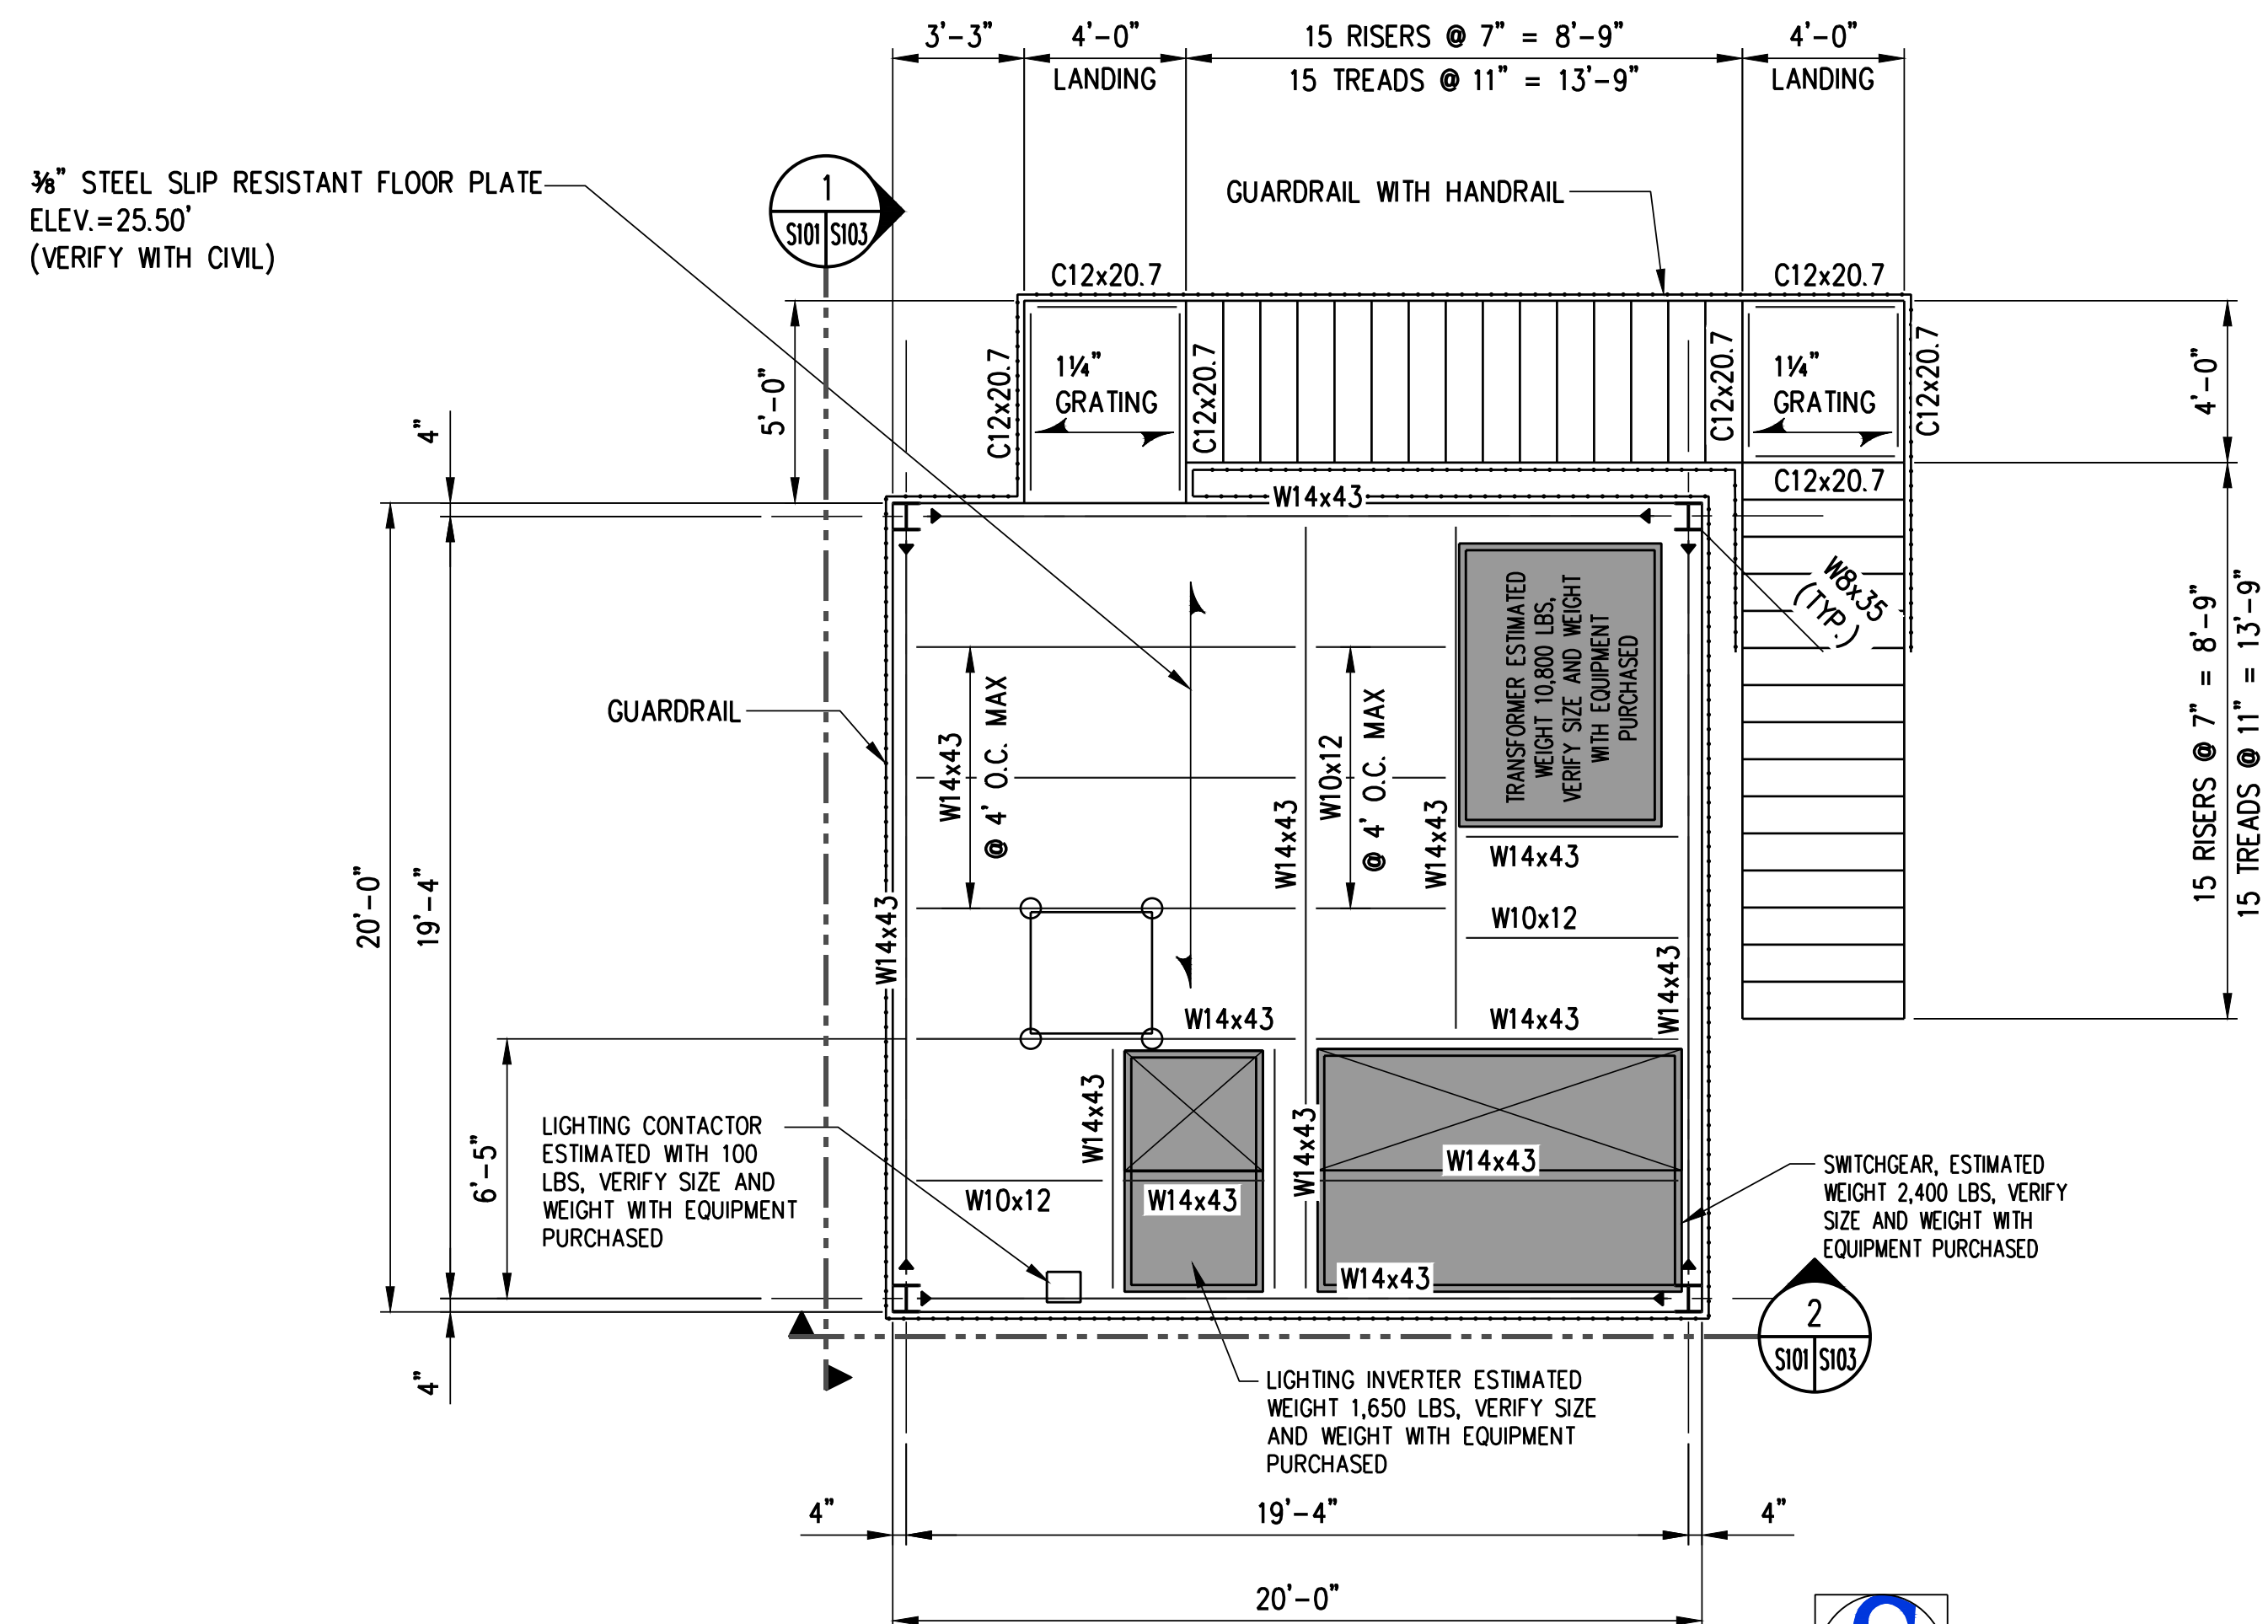 3'-3"
4'-0"
15 RISERS @ 7" = 8'-9"
4'-0"
LANDING
15 TREADS @ 11" = 13'-9"
LANDING
⅜" STEEL SLIP RESISTANT FLOOR PLATE
ELEV.=25.50'
(VERIFY WITH CIVIL)
1
S101
S103
GUARDRAIL WITH HANDRAIL
C12x20.7
C12x20.7
C12x20.7
1¼"
GRATING
C12x20.7
C12x20.7
1¼"
GRATING
C12x20.7
4'-0"
5'-0"
4"
C12x20.7
W14x43
W8x35
(TYP.)
15 RISERS @ 7" = 8'-9"
15 TREADS @ 11" = 13'-9"
TRANSFORMER ESTIMATED
WEIGHT 10,800 LBS,
VERIFY SIZE AND WEIGHT
WITH EQUIPMENT
PURCHASED
GUARDRAIL
W14x43
@ 4' O.C. MAX
W14x43
W10x12
@ 4' O.C. MAX
W14x43
W14x43
20'-0"
19'-4"
W14x43
W10x12
W14x43
W14x43
W14x43
6'-5"
LIGHTING CONTACTOR
ESTIMATED WITH 100
LBS, VERIFY SIZE AND
WEIGHT WITH EQUIPMENT
PURCHASED
W14x43
W10x12
W14x43
W14x43
W14x43
W14x43
SWITCHGEAR, ESTIMATED
WEIGHT 2,400 LBS, VERIFY
SIZE AND WEIGHT WITH
EQUIPMENT PURCHASED
2
S101
S103
4"
LIGHTING INVERTER ESTIMATED
WEIGHT 1,650 LBS, VERIFY SIZE
AND WEIGHT WITH EQUIPMENT
PURCHASED
4"
19'-4"
4"
20'-0"